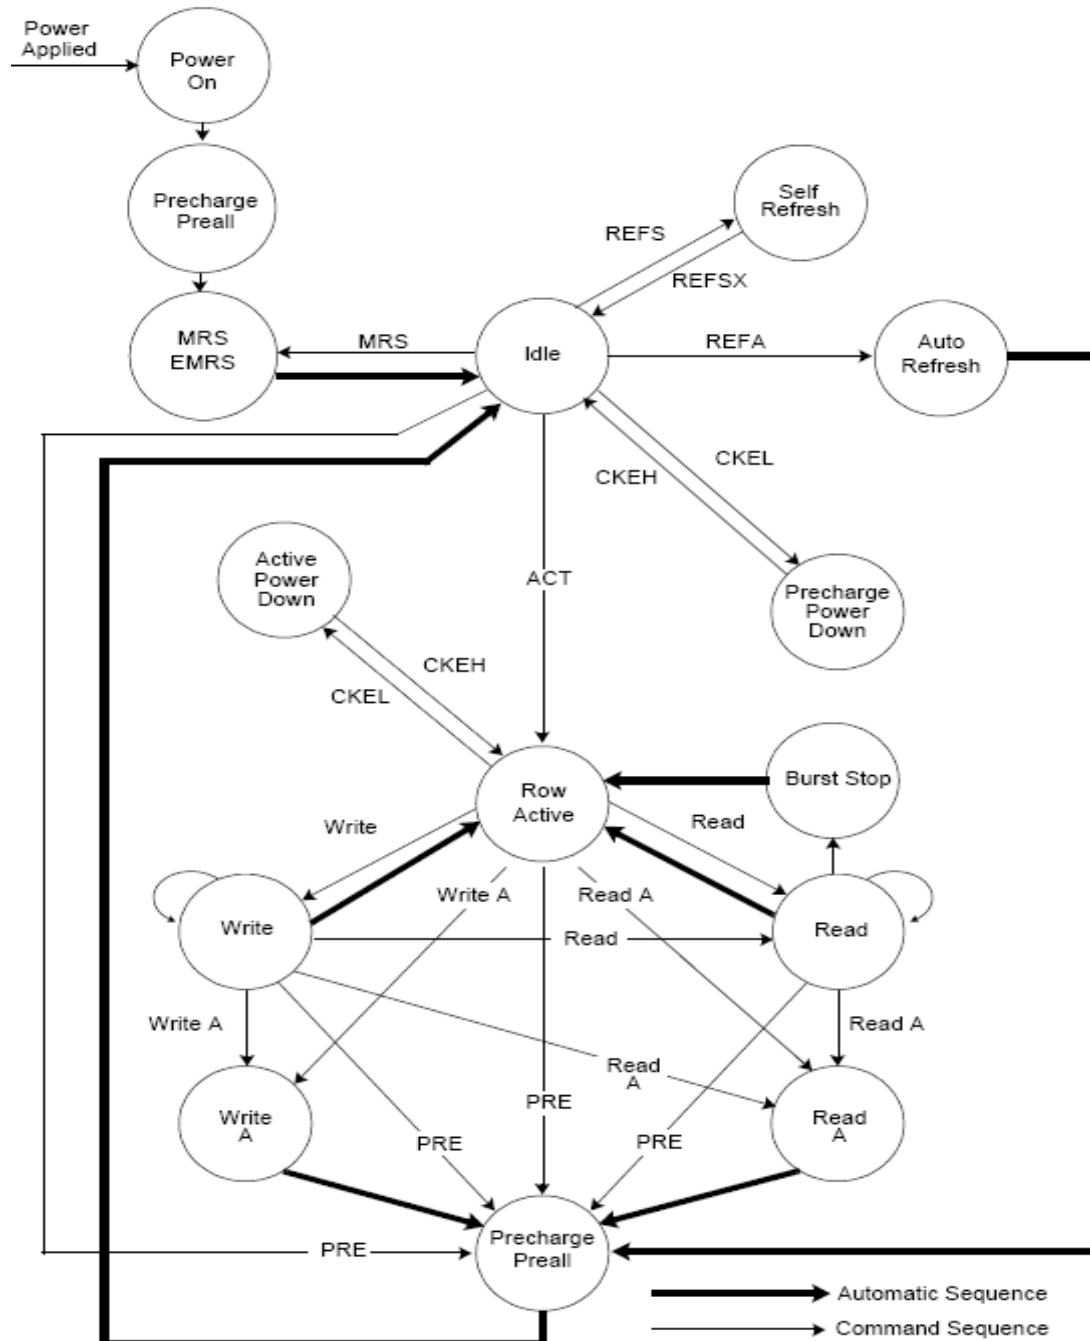 Power
Applied
Power
On
Precharge
Preall
Self
Refresh
REFS
REFSX
MRS
EMRS
MRS
Idle
REFA
Auto
Refresh
CKEL
CKEH
Active
Power
Down
ACT
Precharge
Power
Down
CKEH
CKEL
Row
Active
Burst Stop
Write
Read
Write A
Read A
Write
Read
Read
Write A
Read A
Read
A
Write
A
PRE
Read
A
PRE
PRE
Precharge
Preall
PRE
Automatic Sequence
Command Sequence